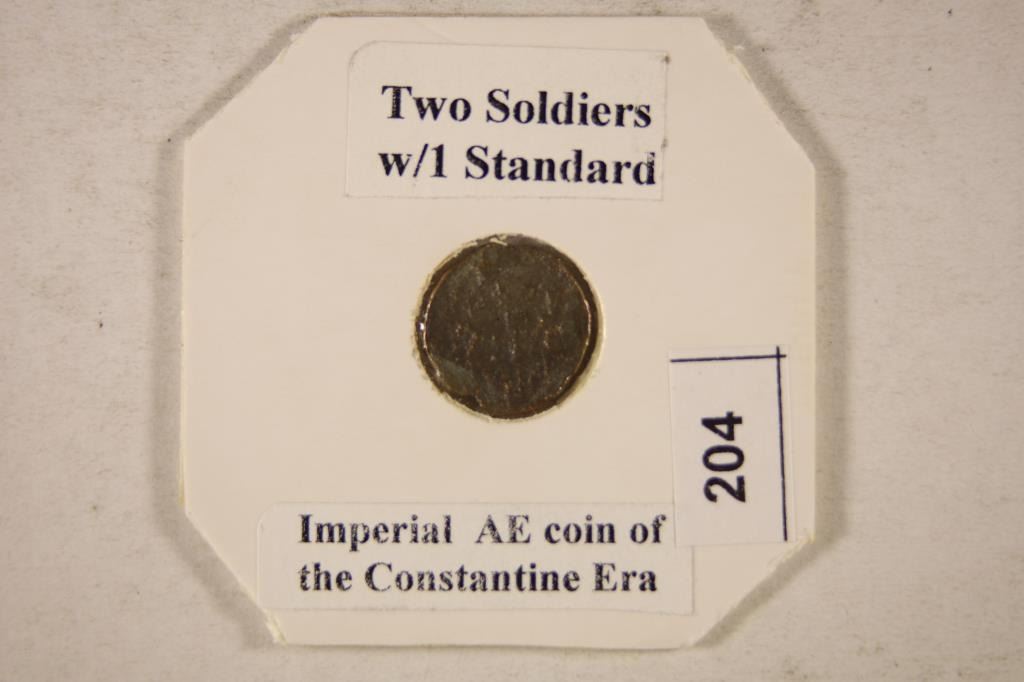 Two Soldiers
w/1 Standard
204
Imperial AE coin of
the Constantine Era